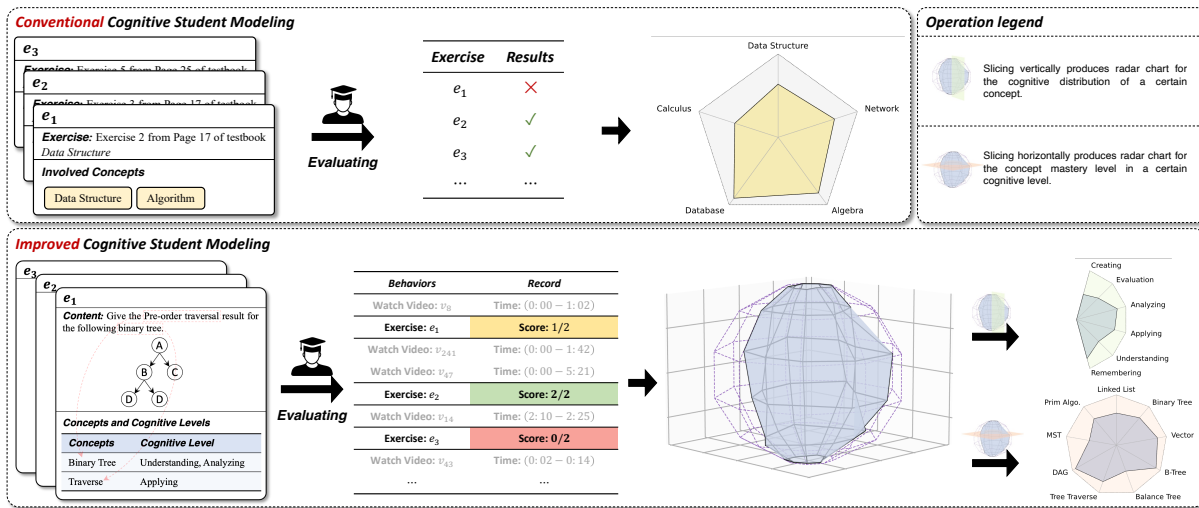 Conventional Cognitive Student Modeling
e3
Exercise: Exercise 5 from Page 25 of testbook
e2
Exercise: Exercise 3 from Page 17 of testbook
e1
Exercise: Exercise 2 from Page 17 of testbook
Data Structure
Involved Concepts
Data Structure
Algorithm
Evaluating
Exercise Results
e1 ✕
e2 ✓
e3 ✓
... ...
Data Structure
Calculus
Network
Database
Algebra
Operation legend
Slicing vertically produces radar chart for
the cognitive distribution of a certain
concept.
Slicing horizontally produces radar chart for
the concept mastery level in a certain
cognitive level.
Improved Cognitive Student Modeling
e3
e2
e1
Content: Give the Pre-order traversal result for
the following binary tree.
A
B C
D D
Concepts and Cognitive Levels
Concepts Cognitive Level
Binary Tree Understanding, Analyzing
Traverse Applying
Evaluating
Behaviors Record
Watch Video: v8 Time: (0:00 − 1:02)
Exercise: e1 Score: 1/2
Watch Video: v241 Time: (0:00 − 1:42)
Watch Video: v47 Time: (0:00 − 5:21)
Exercise: e2 Score: 2/2
Watch Video: v14 Time: (2:10 − 2:25)
Exercise: e3 Score: 0/2
Watch Video: v43 Time: (0:02 − 0:14)
... ...
Creating
Evaluation
Analyzing
Applying
Understanding
Remembering
Linked List
Prim Algo.
Binary Tree
MST
Vector
DAG
B-Tree
Tree Traverse
Balance Tree